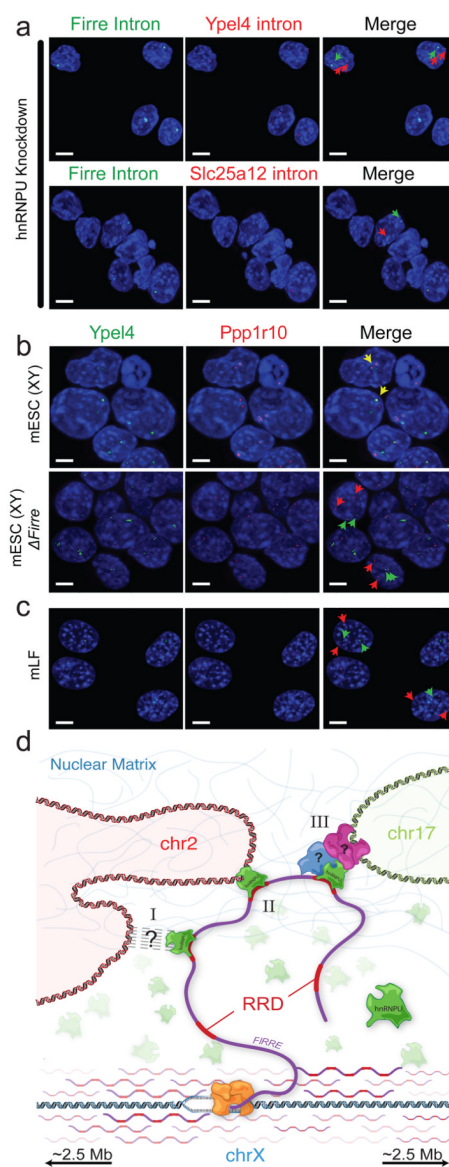 a
Firre Intron Ypel4 intron Merge
hnRNPU Knockdown
Firre Intron Slc25a12 intron Merge
b
Ypel4 Ppp1r10 Merge
mESC (XY)
mESC (XY)
ΔFirre
c
mLF
d
Nuclear Matrix
III
chr2
chr17
?
?
I
?
II
RRD
hnRNPU
FIRRE
~2.5 Mb chrX ~2.5 Mb